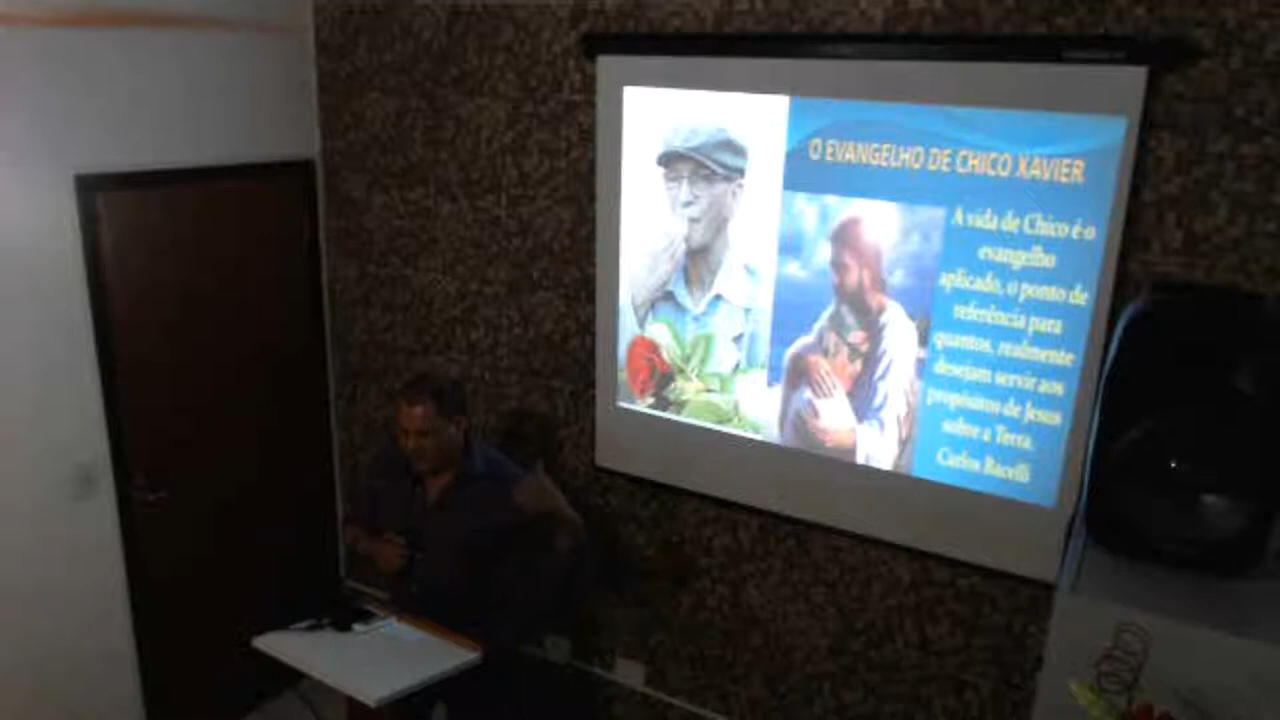 O EVANGELHO DE CHICO XAVIER
A vida de Chico é o
evangelho
aplicado, o ponto de
referência para
quantos, realmente
desejam servir aos
propósitos de Jesus
sobre a Terra.
Carlos Bacelli